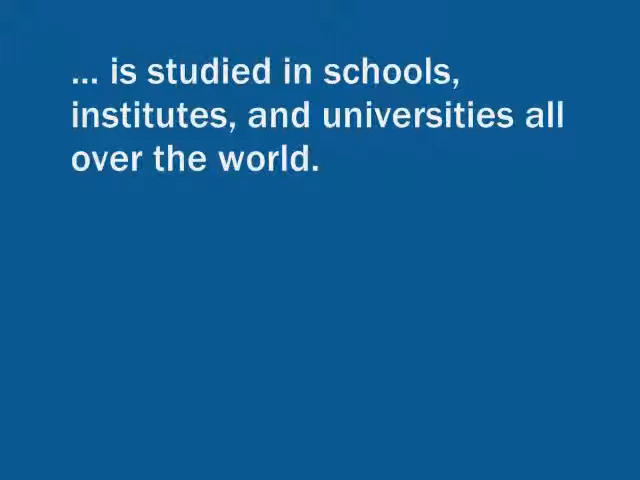 ... is studied in schools,
institutes, and universities all
over the world.